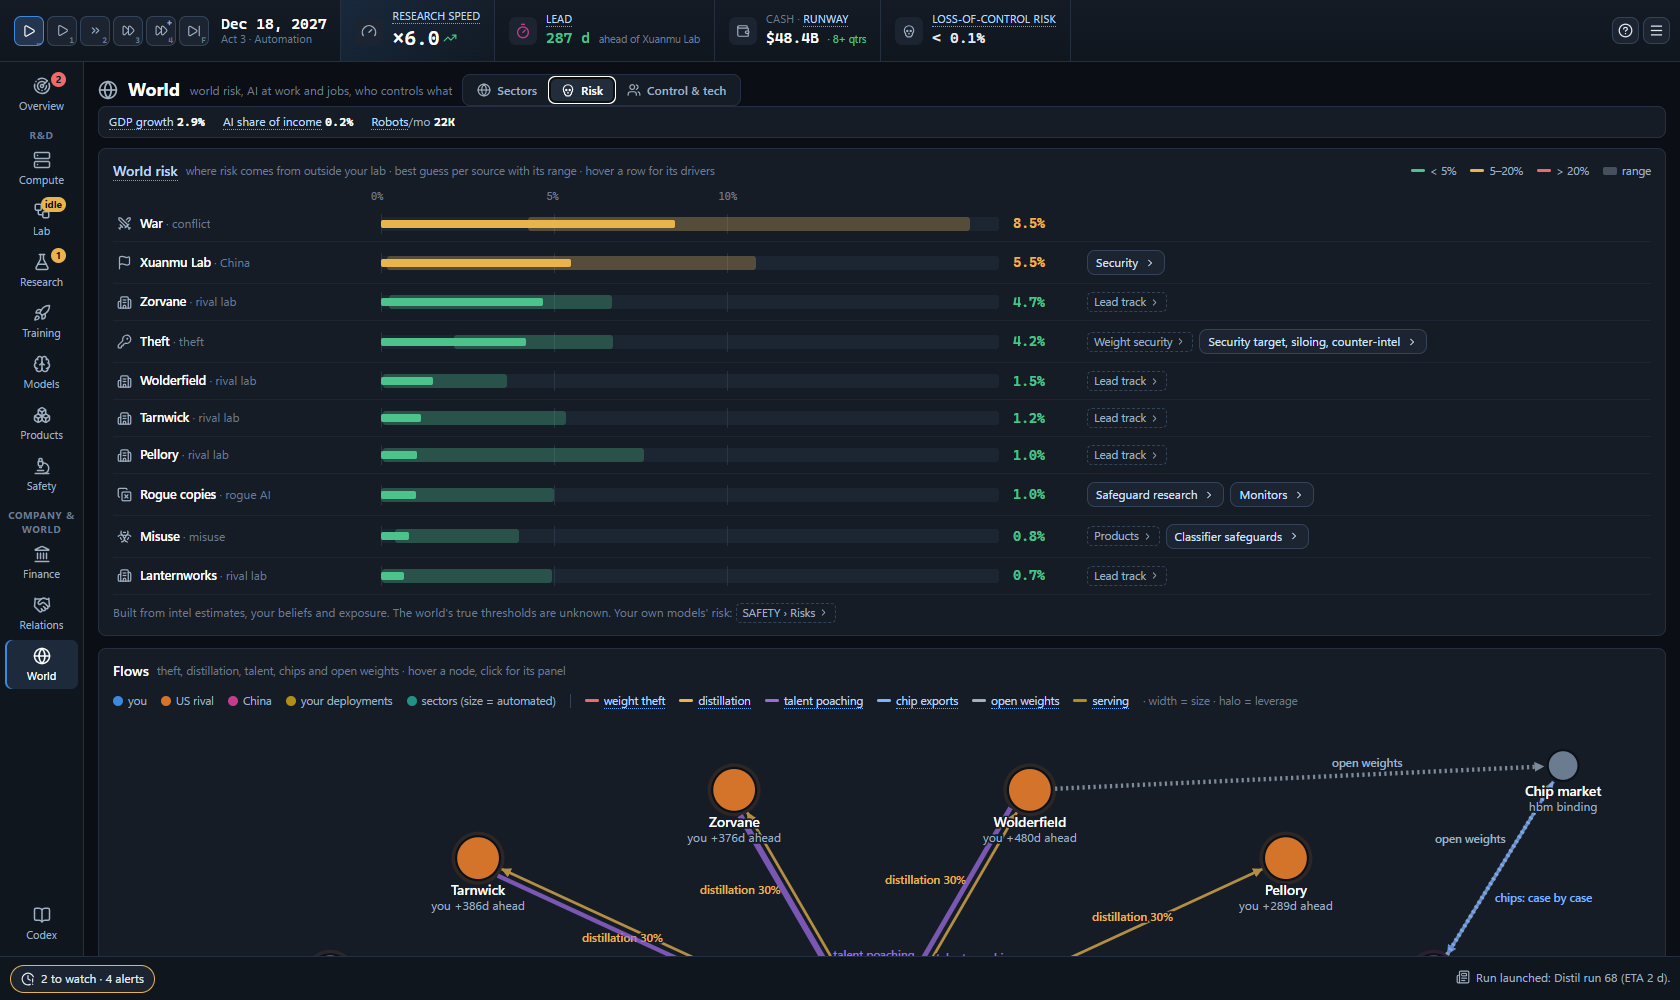 1
2
3
4
F
Dec 18, 2027
Act 3 · Automation
RESEARCH SPEED
×6.0
LEAD
287 d ahead of Xuanmu Lab
CASH · RUNWAY
$48.4B · 8+ qtrs
LOSS-OF-CONTROL RISK
< 0.1%
2
Overview
R&D
Compute
idle
Lab
1
Research
Training
Models
Products
Safety
COMPANY &
WORLD
Finance
Relations
World
Codex
World world risk, AI at work and jobs, who controls what
Sectors Risk Control & tech
GDP growth 2.9% AI share of income 0.2% Robots/mo 22K
World risk where risk comes from outside your lab · best guess per source with its range · hover a row for its drivers
< 5% 5–20% > 20% range
0% 5% 10%
War · conflict 8.5%
Xuanmu Lab · China 5.5% Security
Zorvane · rival lab 4.7% Lead track
Theft · theft 4.2% Weight security Security target, siloing, counter-intel
Wolderfield · rival lab 1.5% Lead track
Tarnwick · rival lab 1.2% Lead track
Pellory · rival lab 1.0% Lead track
Rogue copies · rogue AI 1.0% Safeguard research Monitors
Misuse · misuse 0.8% Products Classifier safeguards
Lanternworks · rival lab 0.7% Lead track
Built from intel estimates, your beliefs and exposure. The world's true thresholds are unknown. Your own models' risk: SAFETY › Risks
Flows theft, distillation, talent, chips and open weights · hover a node, click for its panel
you US rival China your deployments sectors (size = automated) weight theft distillation talent poaching chip exports open weights serving · width = size · halo = leverage
open weights
Chip market
hbm binding
Zorvane
you +376d ahead
Wolderfield
you +480d ahead
open weights
Tarnwick
you +386d ahead
distillation 30%
distillation 30%
Pellory
you +289d ahead
chips: case by case
distillation 30%
distillation 30%
talent poaching
2 to watch · 4 alerts
Run launched: Distil run 68 (ETA 2 d).